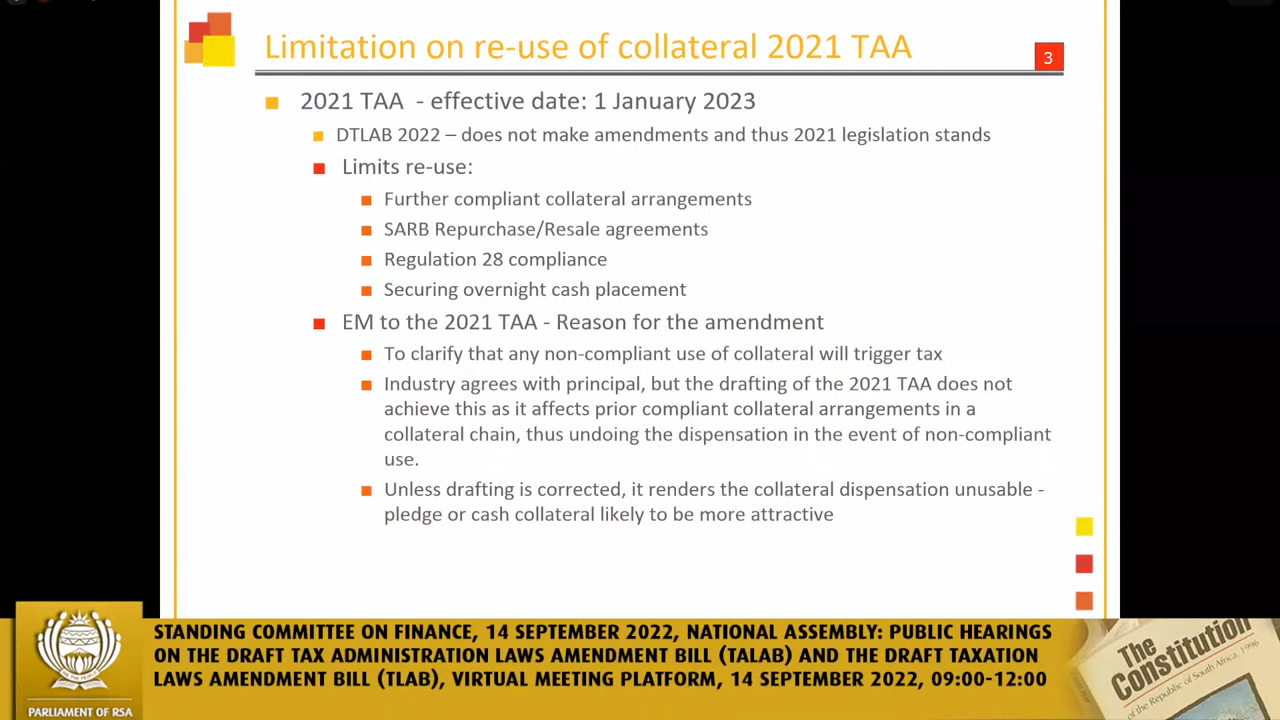 Limitation on re-use of collateral 2021 TAA
3
2021 TAA - effective date: 1 January 2023
DTLAB 2022 – does not make amendments and thus 2021 legislation stands
Limits re-use:
Further compliant collateral arrangements
SARB Repurchase/Resale agreements
Regulation 28 compliance
Securing overnight cash placement
EM to the 2021 TAA - Reason for the amendment
To clarify that any non-compliant use of collateral will trigger tax
Industry agrees with principal, but the drafting of the 2021 TAA does not
achieve this as it affects prior compliant collateral arrangements in a
collateral chain, thus undoing the dispensation in the event of non-compliant
use.
Unless drafting is corrected, it renders the collateral dispensation unusable -
pledge or cash collateral likely to be more attractive
STANDING COMMITTEE ON FINANCE, 14 SEPTEMBER 2022, NATIONAL ASSEMBLY: PUBLIC HEARINGS
ON THE DRAFT TAX ADMINISTRATION LAWS AMENDMENT BILL (TALAB) AND THE DRAFT TAXATION
LAWS AMENDMENT BILL (TLAB), VIRTUAL MEETING PLATFORM, 14 SEPTEMBER 2022, 09:00-12:00
PARLIAMENT OF RSA
The
Constitution
of the Republic of South Africa, 1996